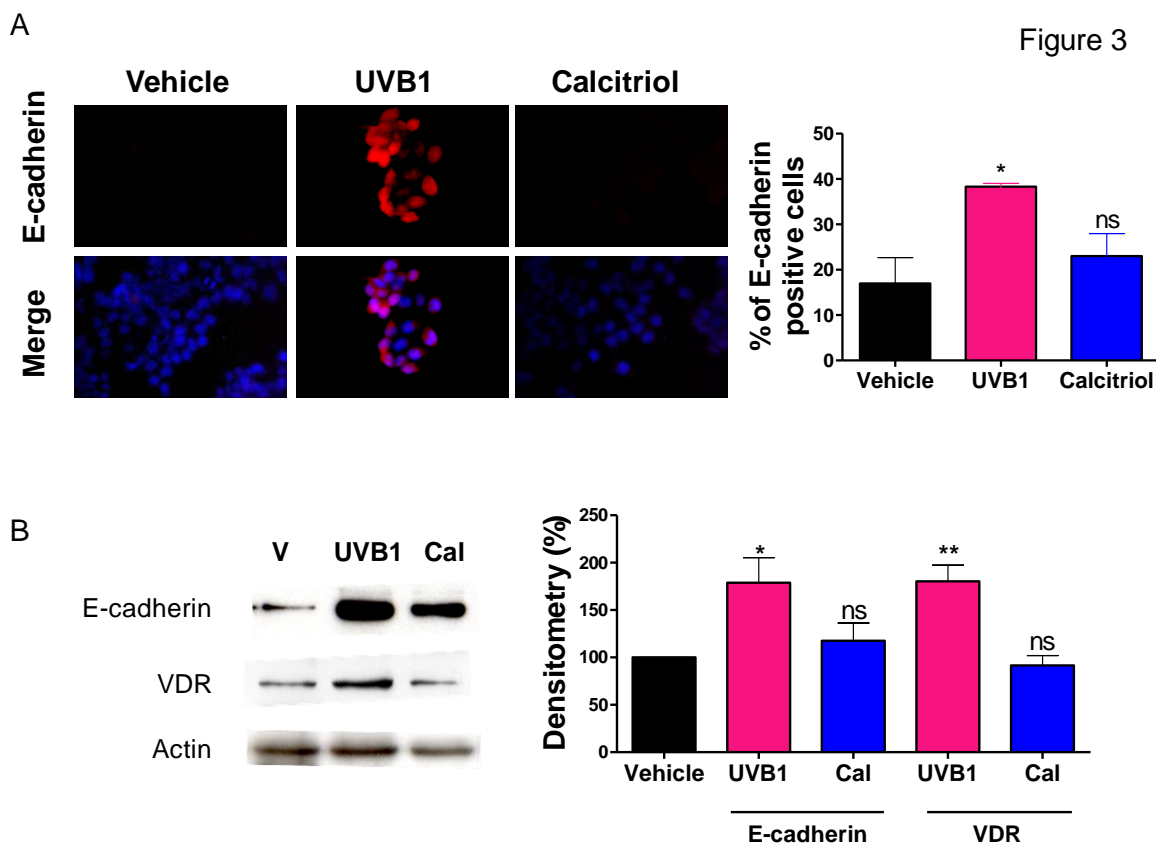 A
Figure 3
Vehicle UVB1 Calcitriol
E-cadherin
Merge
% of E-cadherin
positive cells
50
40
30
20
10
0
*
ns
Vehicle UVB1 Calcitriol
B
V UVB1 Cal
E-cadherin
VDR
Actin
Densitometry (%)
250
200
150
100
50
0
*
ns
**
ns
Vehicle UVB1 Cal UVB1 Cal
E-cadherin VDR